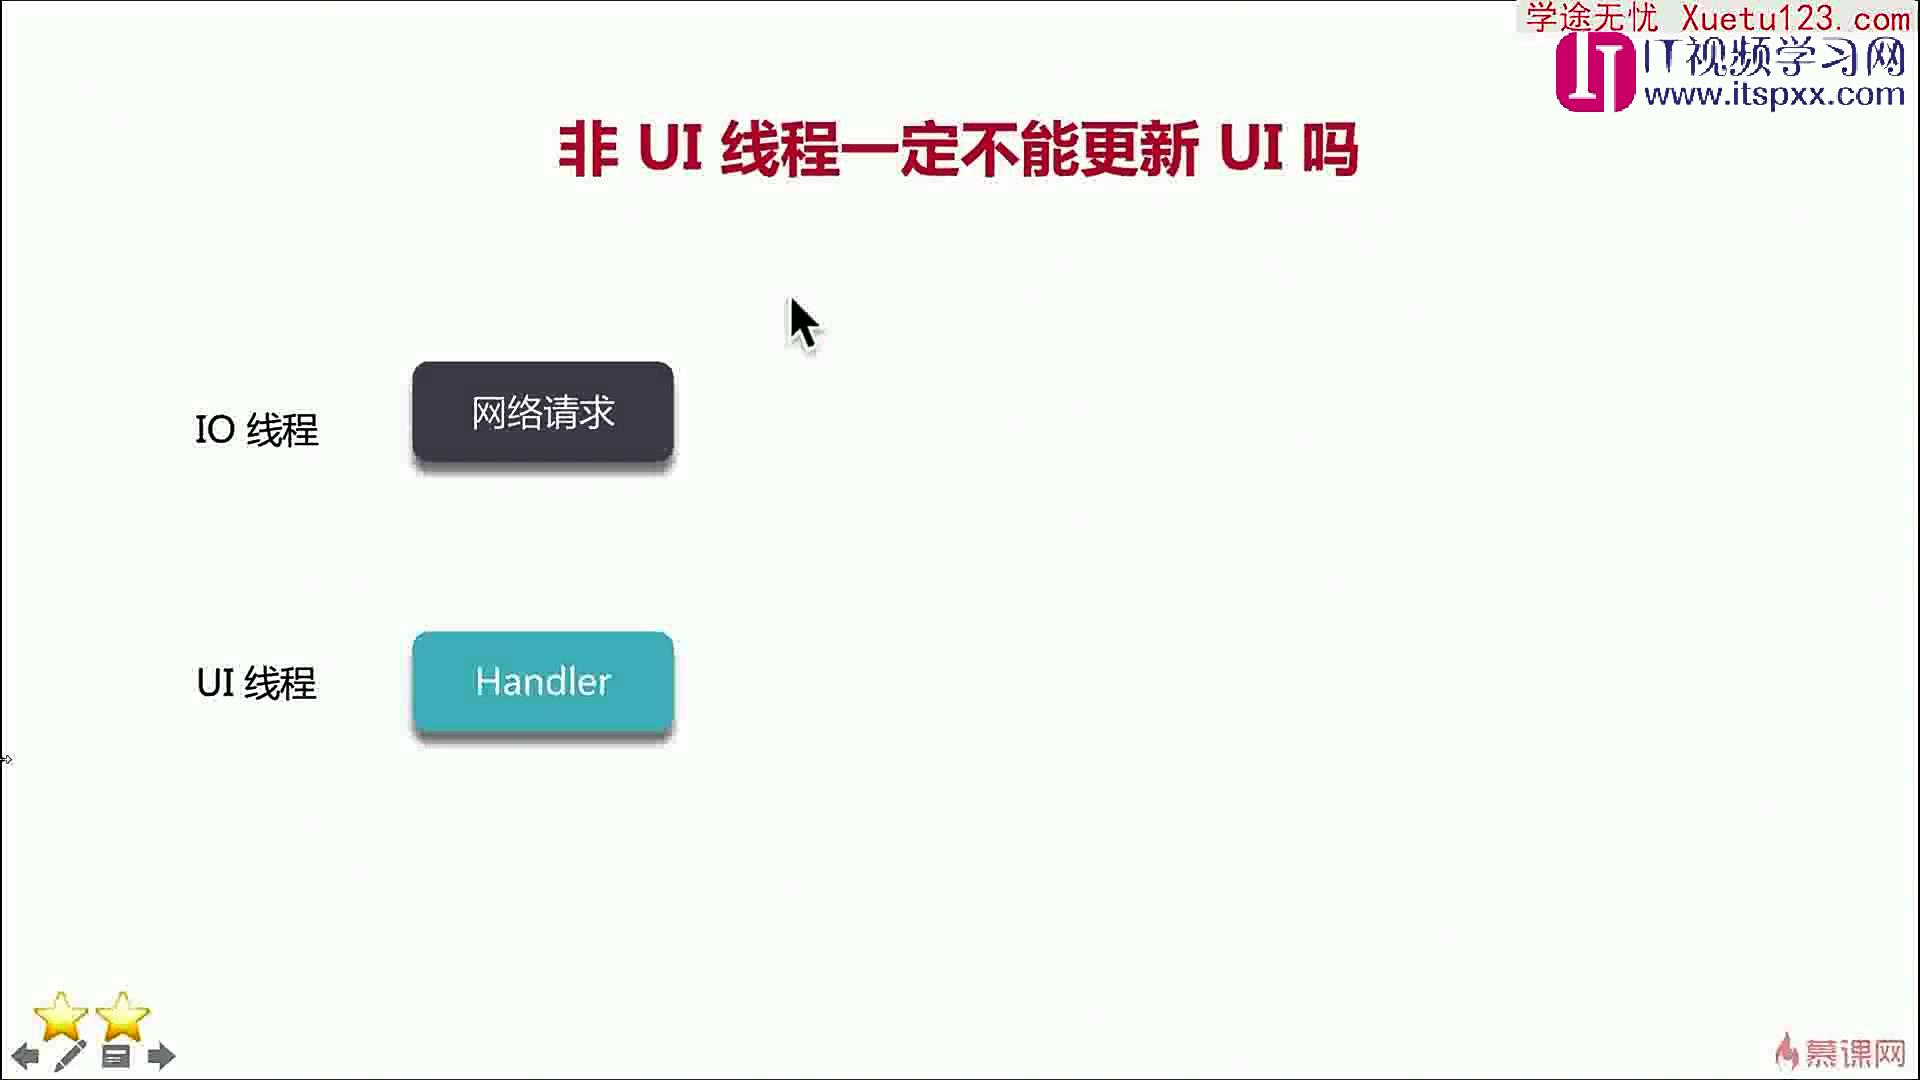 学途无忧 Xuetu123.com
IT视频学习网
www.itspxx.com
非 UI 线程一定不能更新 UI 吗
IO 线程
网络请求
UI 线程
Handler
慕课网